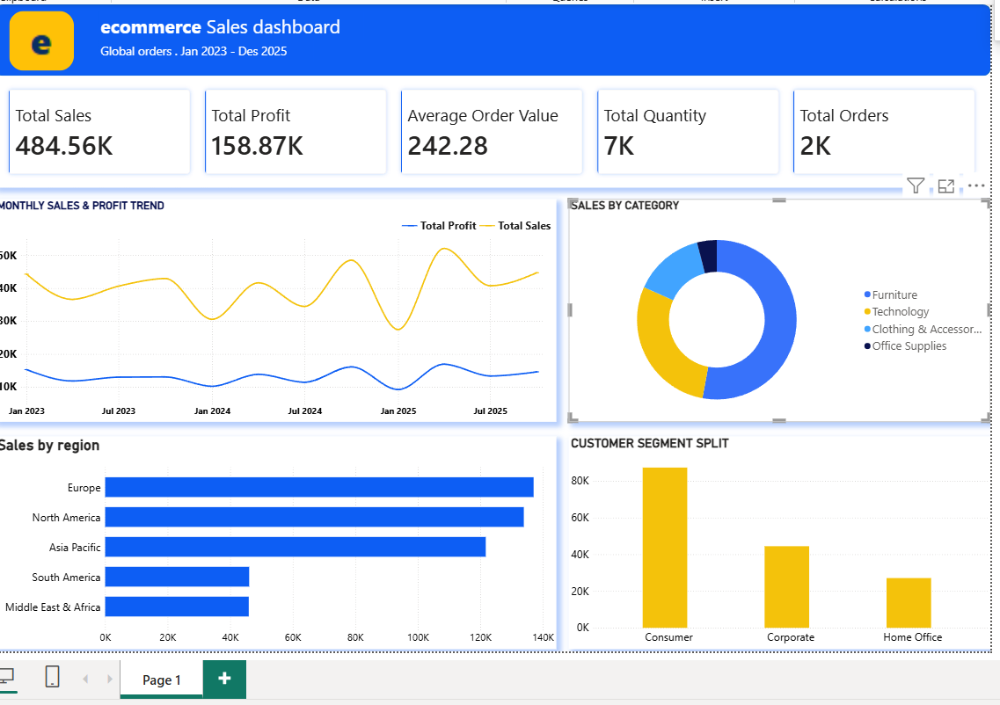 e
ecommerce Sales dashboard
Global orders . Jan 2023 - Des 2025
Total Sales
484.56K
Total Profit
158.87K
Average Order Value
242.28
Total Quantity
7K
Total Orders
2K
MONTHLY SALES & PROFIT TREND
Total Profit
Total Sales
50K
40K
30K
20K
10K
Jan 2023
Jul 2023
Jan 2024
Jul 2024
Jan 2025
Jul 2025
SALES BY CATEGORY
Furniture
Technology
Clothing & Accessor...
Office Supplies
Sales by region
Europe
North America
Asia Pacific
South America
Middle East & Africa
0K
20K
40K
60K
80K
100K
120K
140K
CUSTOMER SEGMENT SPLIT
80K
60K
40K
20K
0K
Consumer
Corporate
Home Office
Page 1